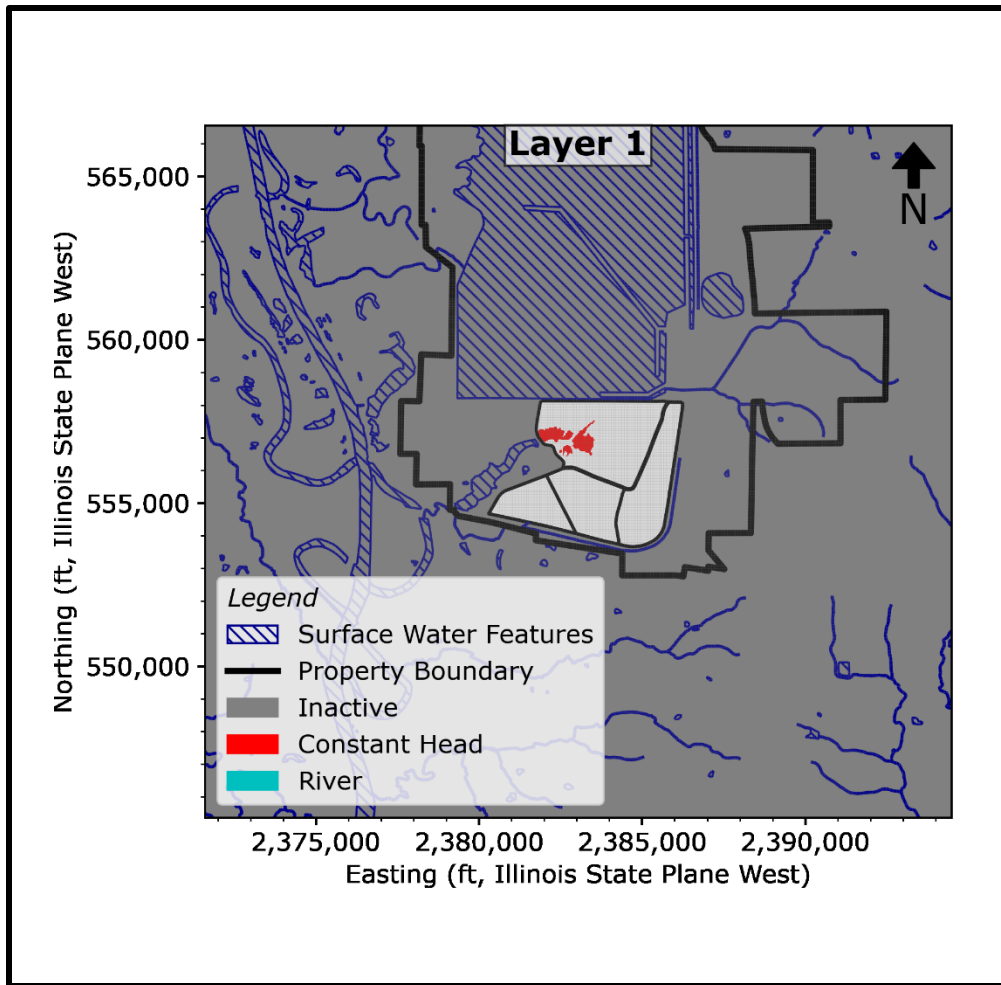 Layer 1
N
565,000
560,000
555,000
550,000
Northing (ft, Illinois State Plane West)
Legend
Surface Water Features
Property Boundary
Inactive
Constant Head
River
2,375,000 2,380,000 2,385,000 2,390,000
Easting (ft, Illinois State Plane West)